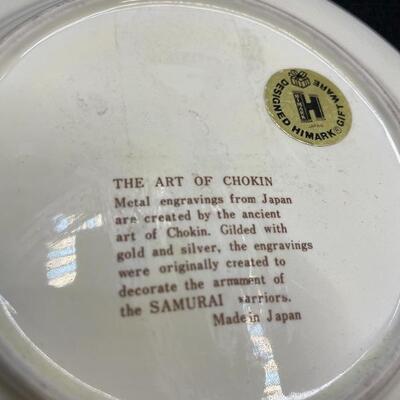 DESIGNED HIMARK® GIFTWARE
H
JAPAN
THE ART OF CHOKIN
Metal engravings from Japan
are created by the ancient
art of Chokin. Gilded with
gold and silver, the engravings
were originally created to
decorate the armament of
the SAMURAI warriors.
Made in Japan